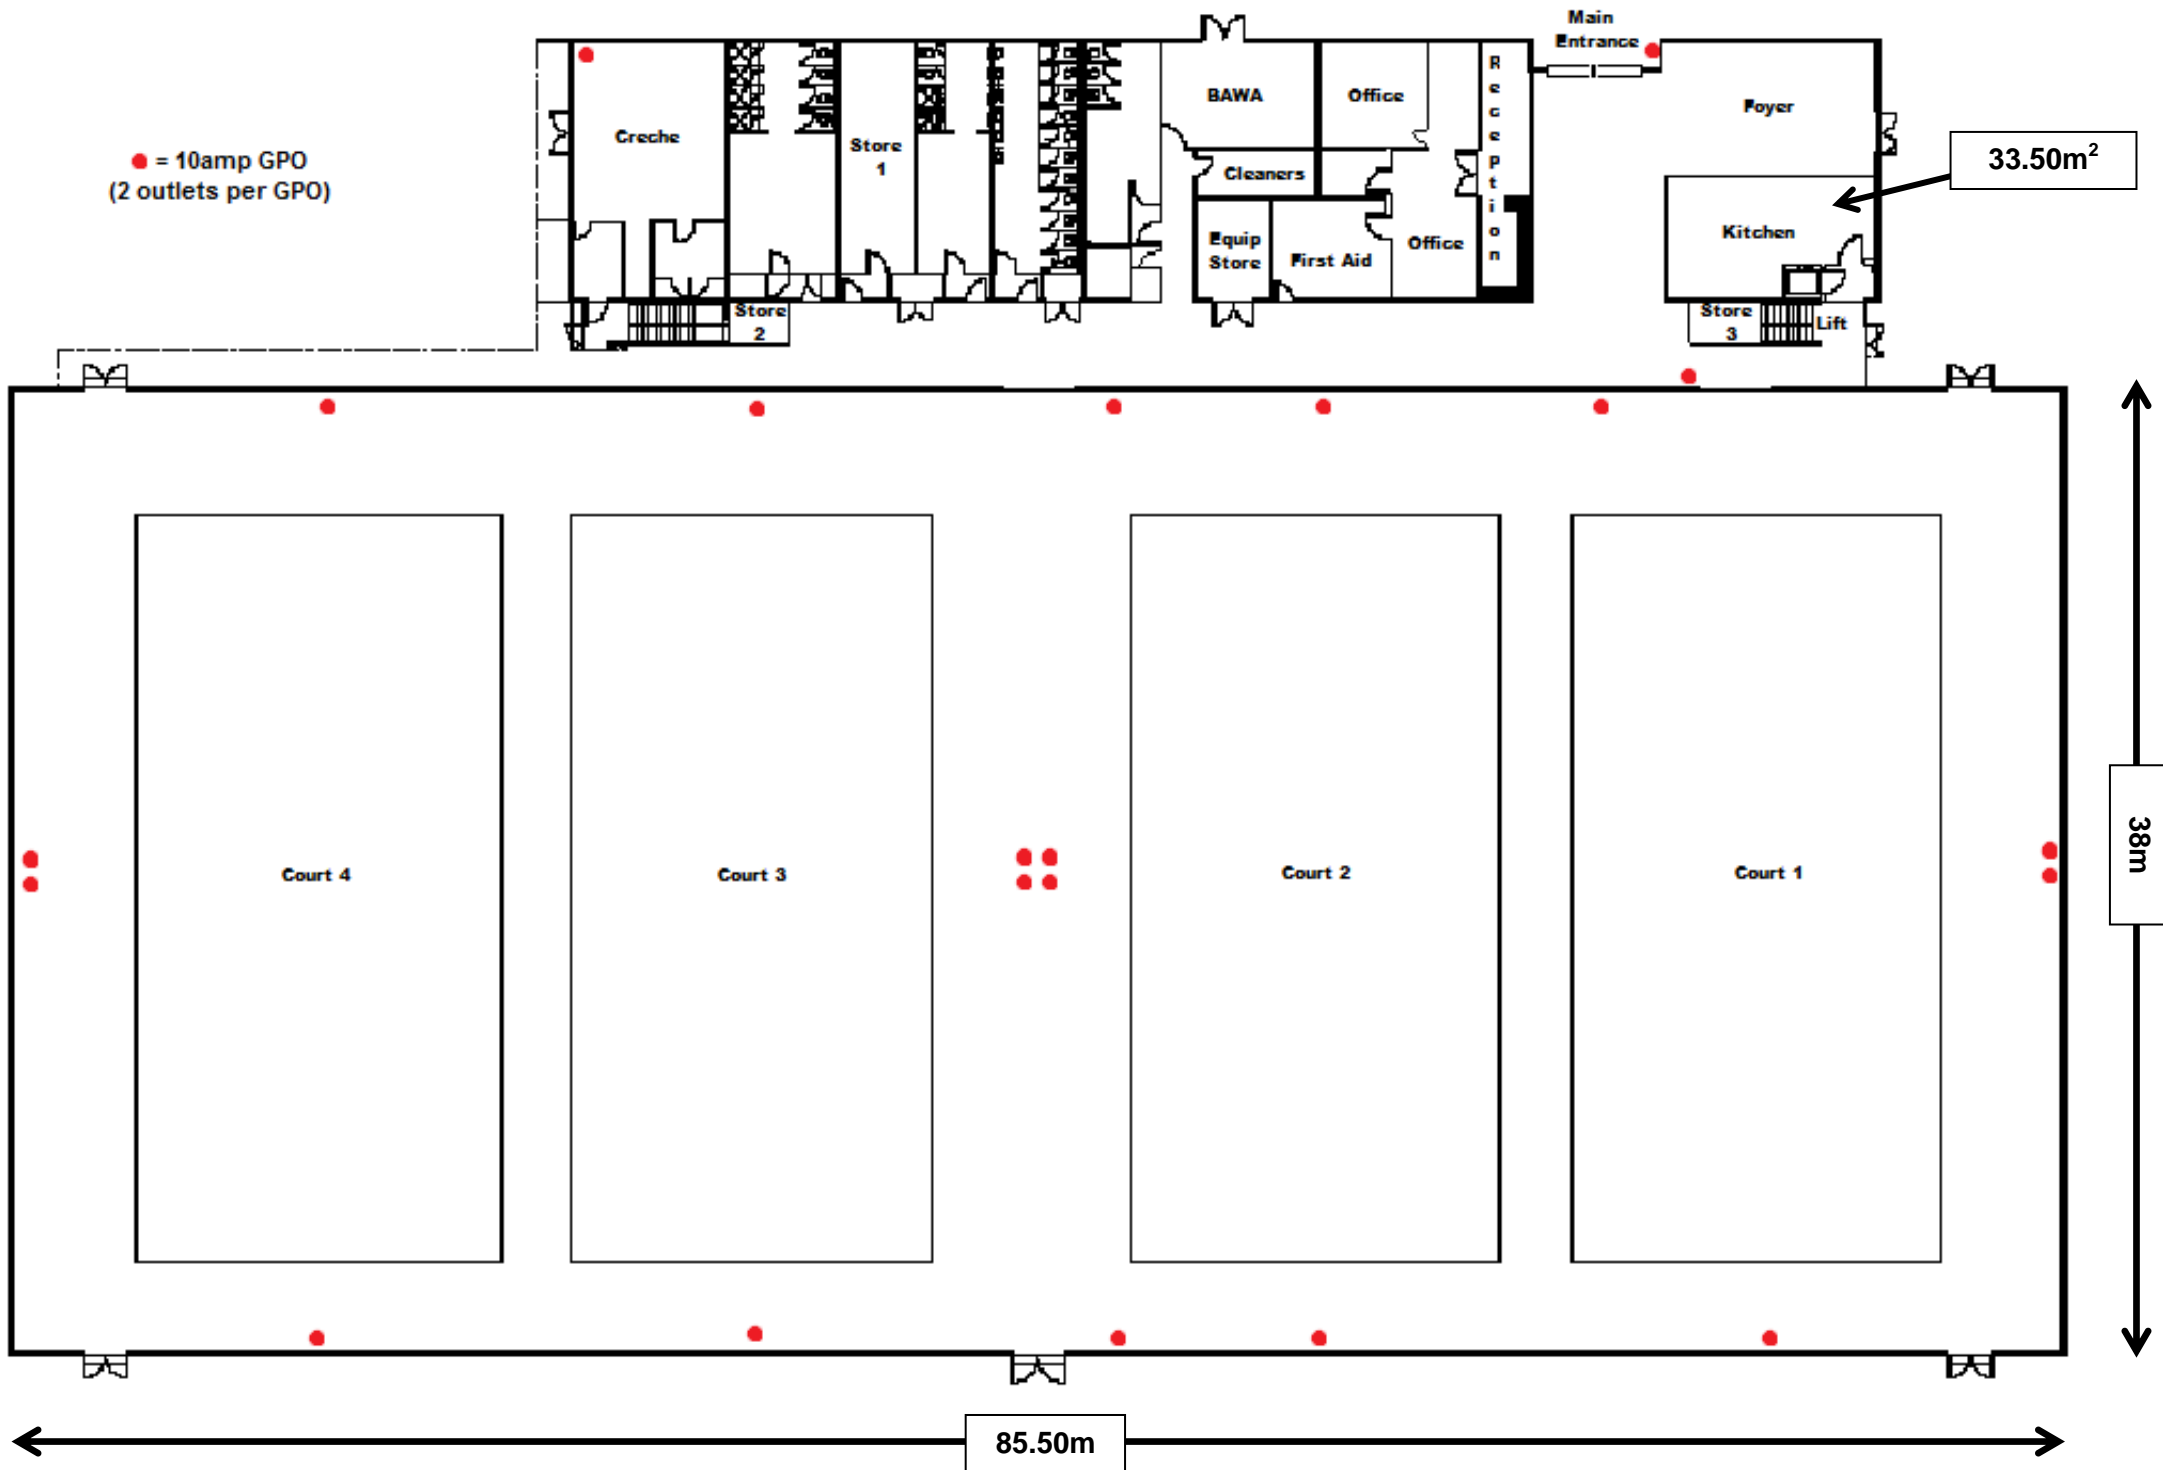 Main
Entrance
● = 10amp GPO
(2 outlets per GPO)
Creche
Store
1
BAWA
Office
R
e
c
e
p
t
i
o
n
Foyer
33.50m²
Cleaners
Kitchen
Equip
Store
First Aid
Office
Store
2
Store
3
Lift
Court 4
Court 3
Court 2
Court 1
38m
85.50m